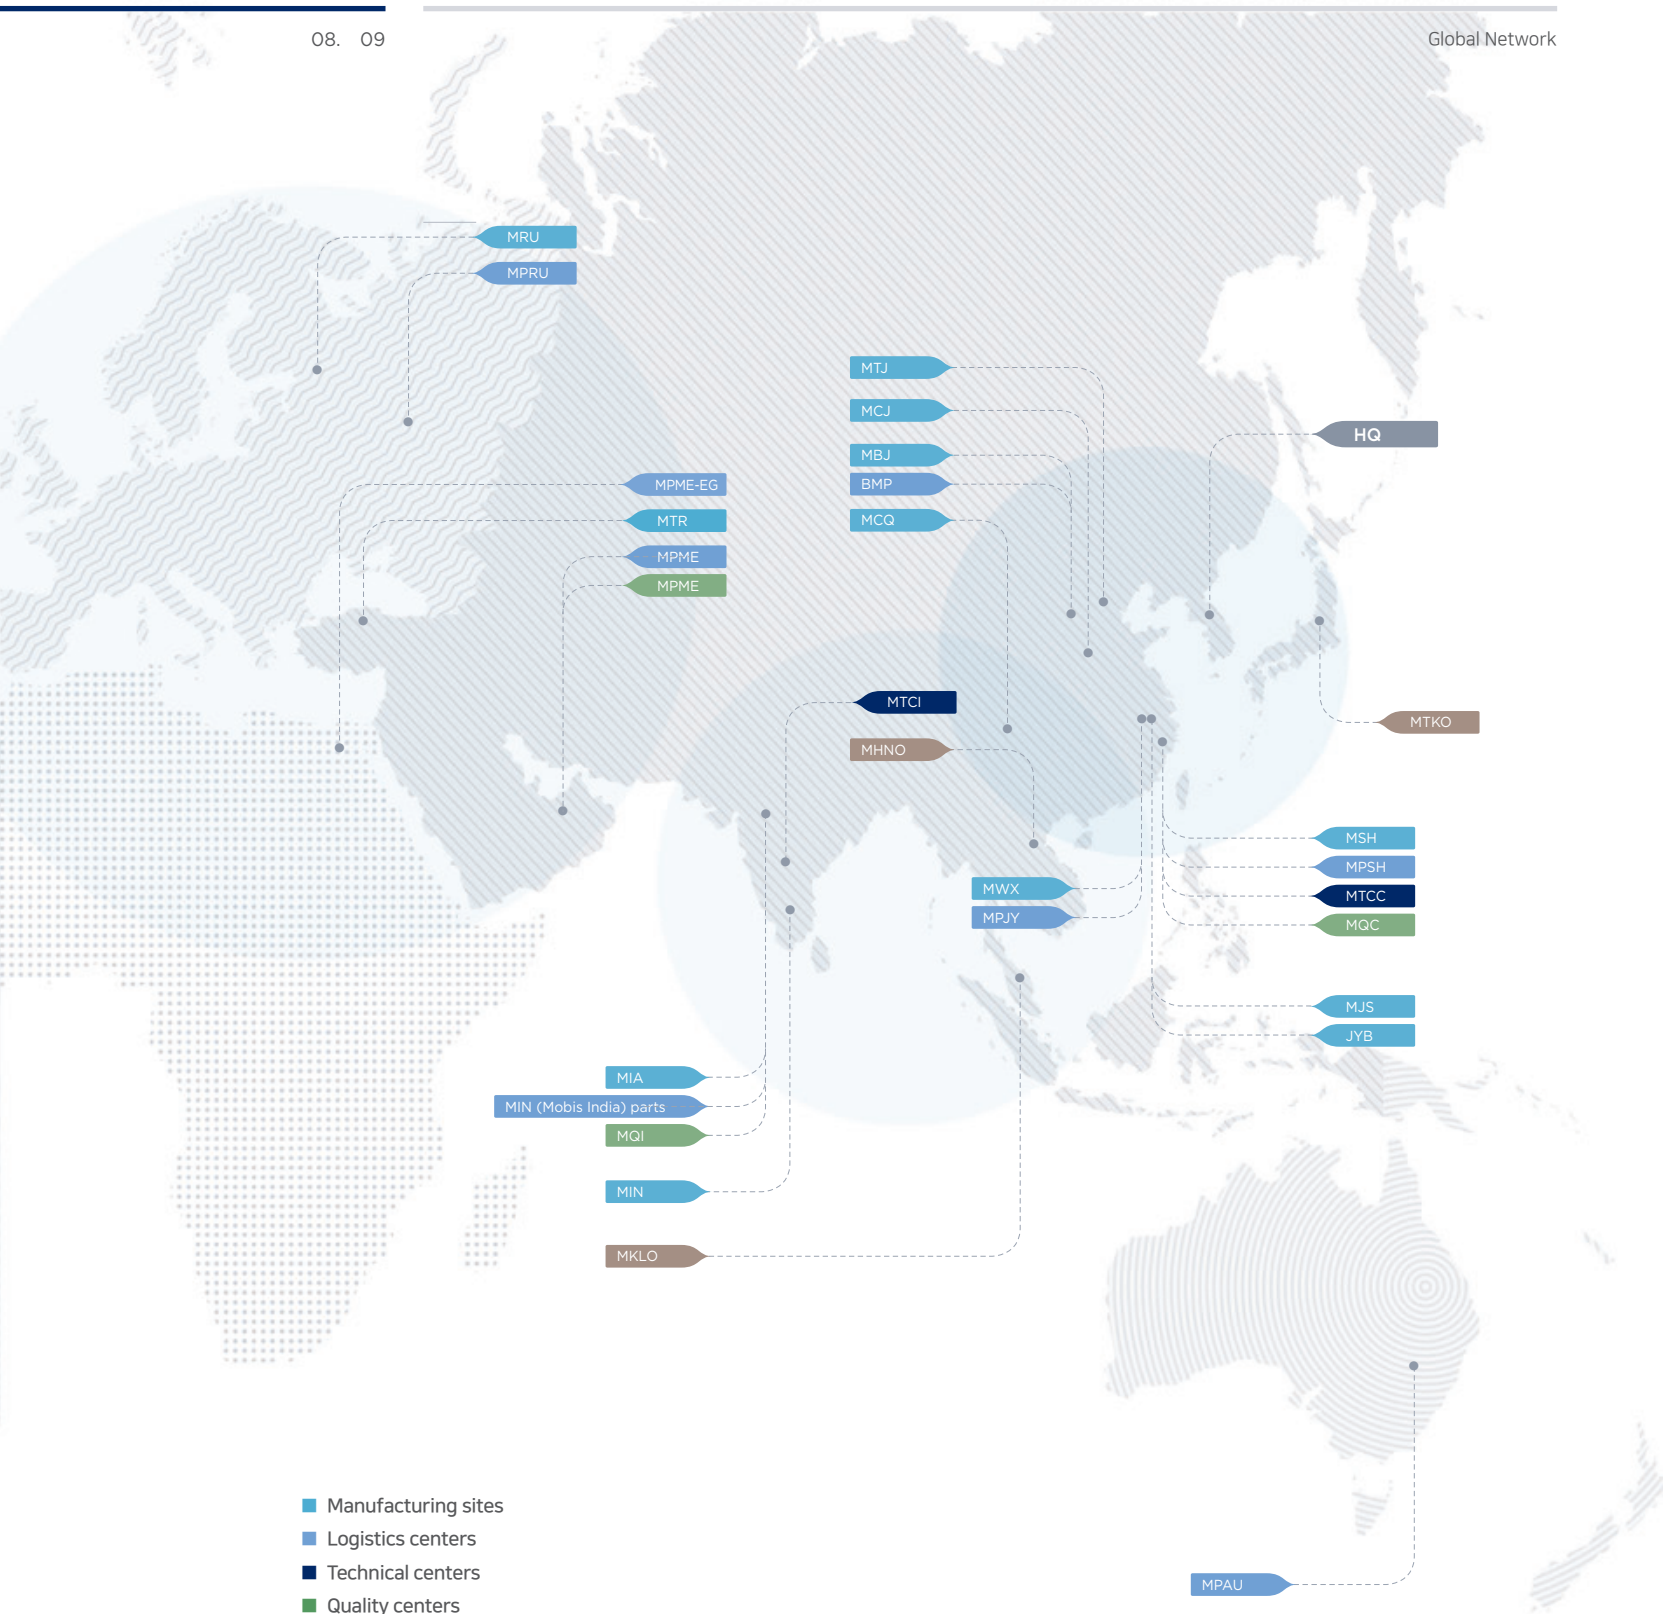 08. 09
Global Network
MRU
MPRU
MTJ
MCJ
MBJ
BMP
MCQ
HQ
MPME-EG
MTR
MPME
MPME
MTCI
MHNO
MTKO
MSH
MPSH
MTCC
MQC
MWX
MPJY
MJS
JYB
MIA
MIN (Mobis India) parts
MQI
MIN
MKLO
MPAU
Manufacturing sites
Logistics centers
Technical centers
Quality centers